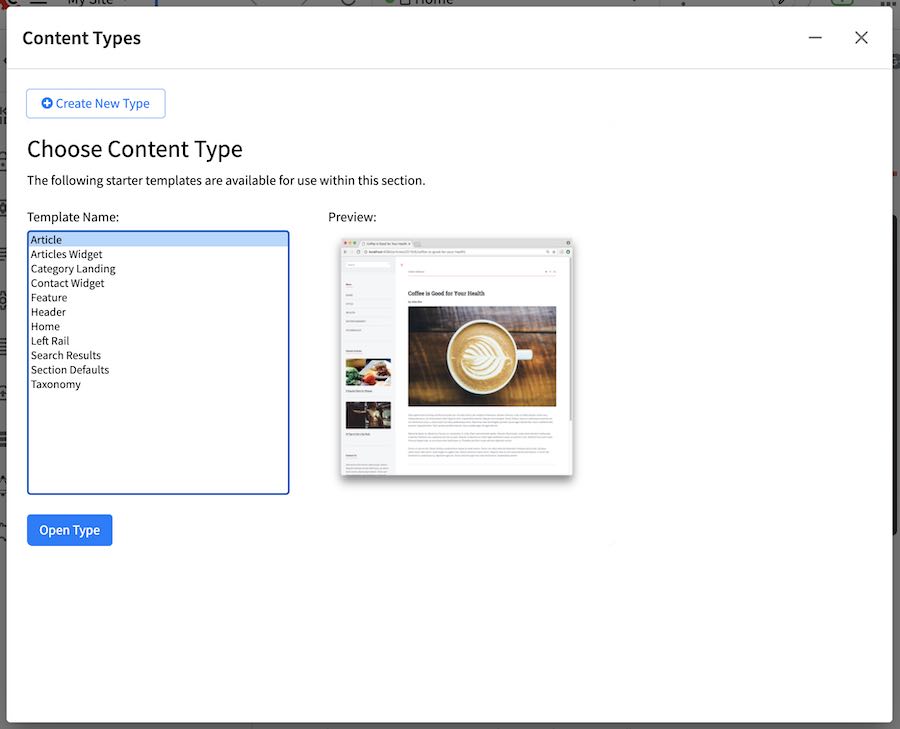 My Site
Home
Content Types
Create New Type
Choose Content Type
The following starter templates are available for use within this section.
Template Name:
Preview:
Article
Articles Widget
Category Landing
Contact Widget
Feature
Header
Home
Left Rail
Search Results
Section Defaults
Taxonomy
Coffee is Good for Your Health
Coffee is Good for Your Health
Open Type